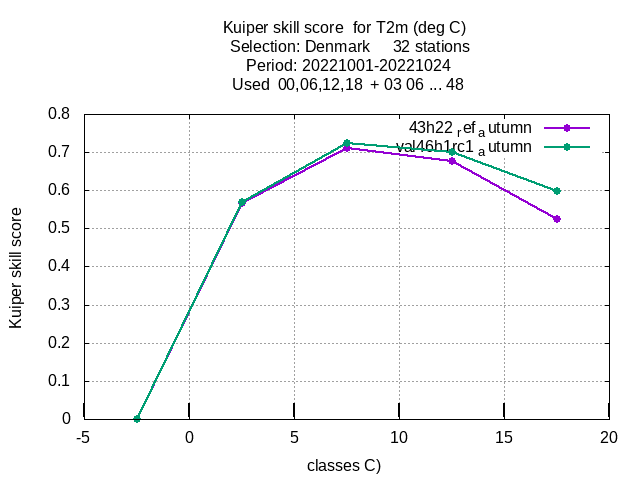 Kuiper skill score  for T2m (deg C)
Selection: Denmark     32 stations
Period: 20221001-20221024
Used  00,06,12,18  + 03 06 ... 48
0.8
0.7
0.6
0.5
0.4
0.3
0.2
0.1
0
Kuiper skill score
43h22 ref autumn
val46h1rc1 autumn
-5 0 5 10 15 20
classes C)